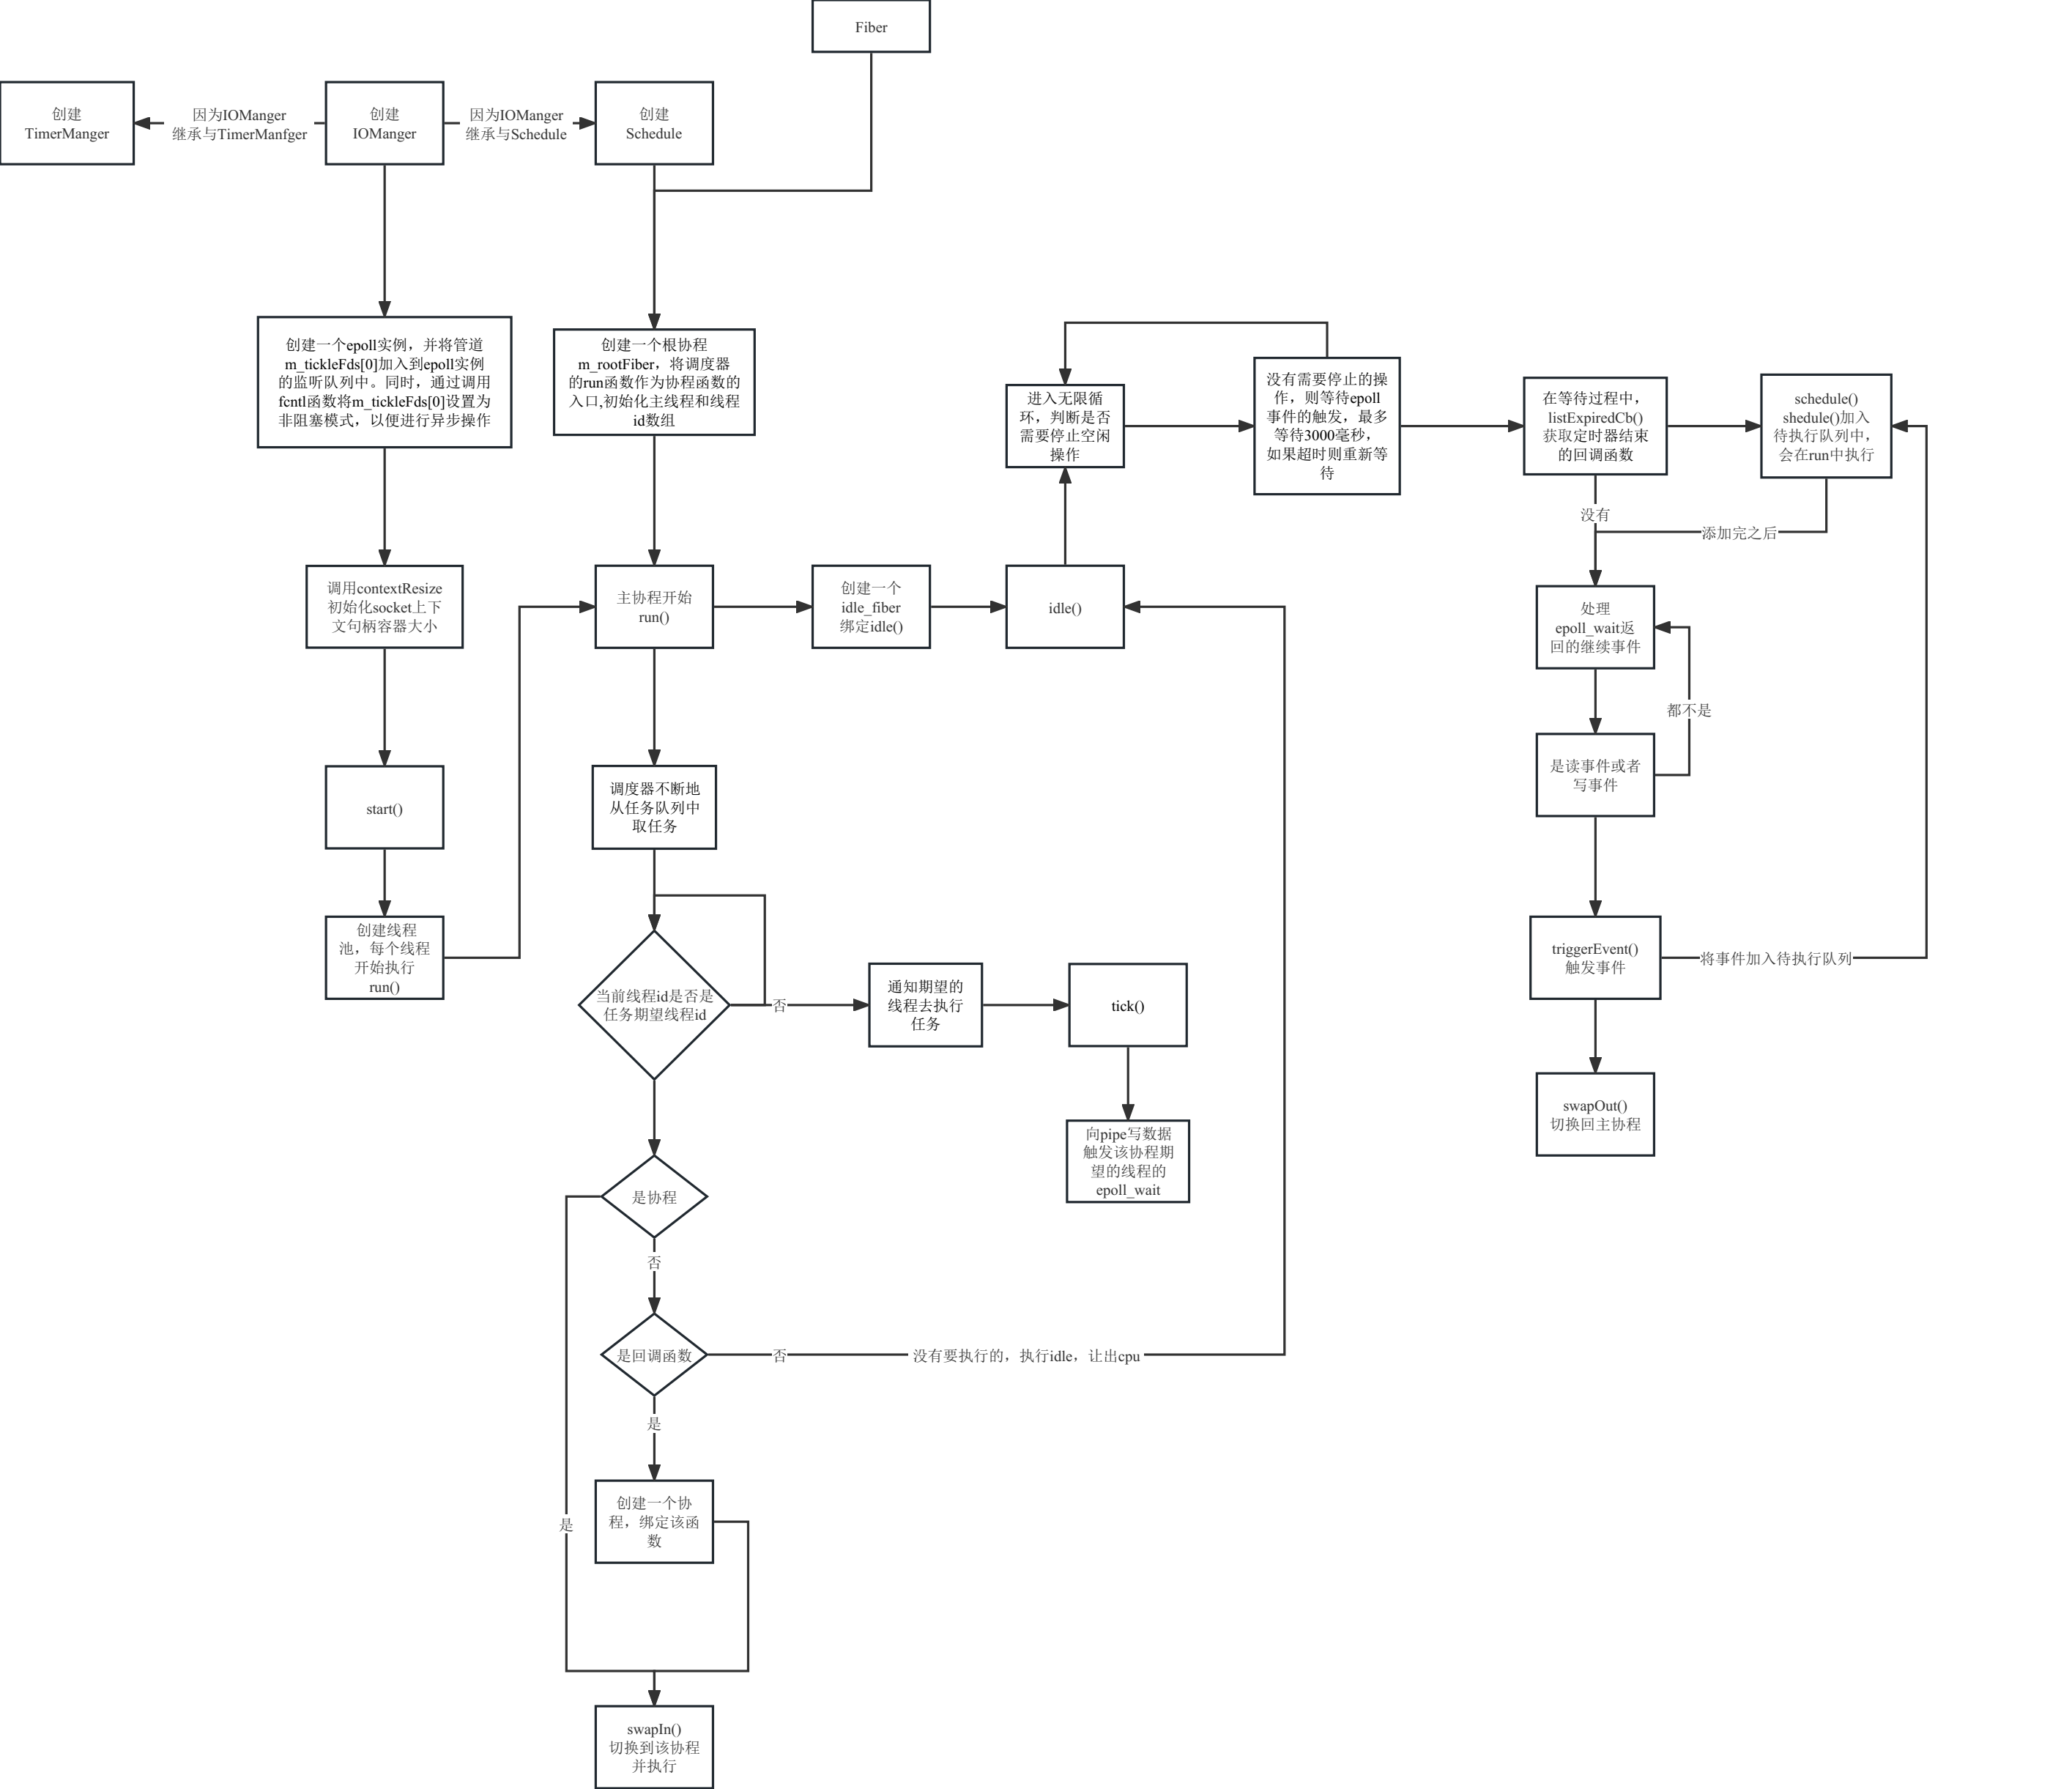 Fiber
创建
TimerManger
因为IOManger
继承与TimerManfger
创建
IOManger
因为IOManger
继承与Schedule
创建
Schedule
创建一个epoll实例，并将管道
m_tickleFds[0]加入到epoll实例
的监听队列中。同时，通过调用
fcntl函数将m_tickleFds[0]设置为
非阻塞模式，以便进行异步操作
创建一个根协程
m_rootFiber，将调度器
的run函数作为协程函数的
入口,初始化主线程和线程
id数组
进入无限循
环，判断是否
需要停止空闲
操作
没有需要停止的操
作，则等待epoll
事件的触发，最多
等待3000毫秒，
如果超时则重新等
待
在等待过程中，
listExpiredCb()
获取定时器结束
的回调函数
schedule()
shedule()加入
待执行队列中，
会在run中执行
没有
添加完之后
调用contextResize
初始化socket上下
文句柄容器大小
主协程开始
run()
创建一个
idle_fiber
绑定idle()
idle()
处理
epoll_wait返
回的继续事件
都不是
是读事件或者
写事件
start()
调度器不断地
从任务队列中
取任务
创建线程
池，每个线程
开始执行
run()
当前线程id是否是
任务期望线程id
否
通知期望的
线程去执行
任务
tick()
triggerEvent()
触发事件
将事件加入待执行队列
向pipe写数据
触发该协程期
望的线程的
epoll_wait
swapOut()
切换回主协程
是协程
否
是回调函数
否
没有要执行的，执行idle，让出cpu
是
创建一个协
程，绑定该函
数
是
swapIn()
切换到该协程
并执行